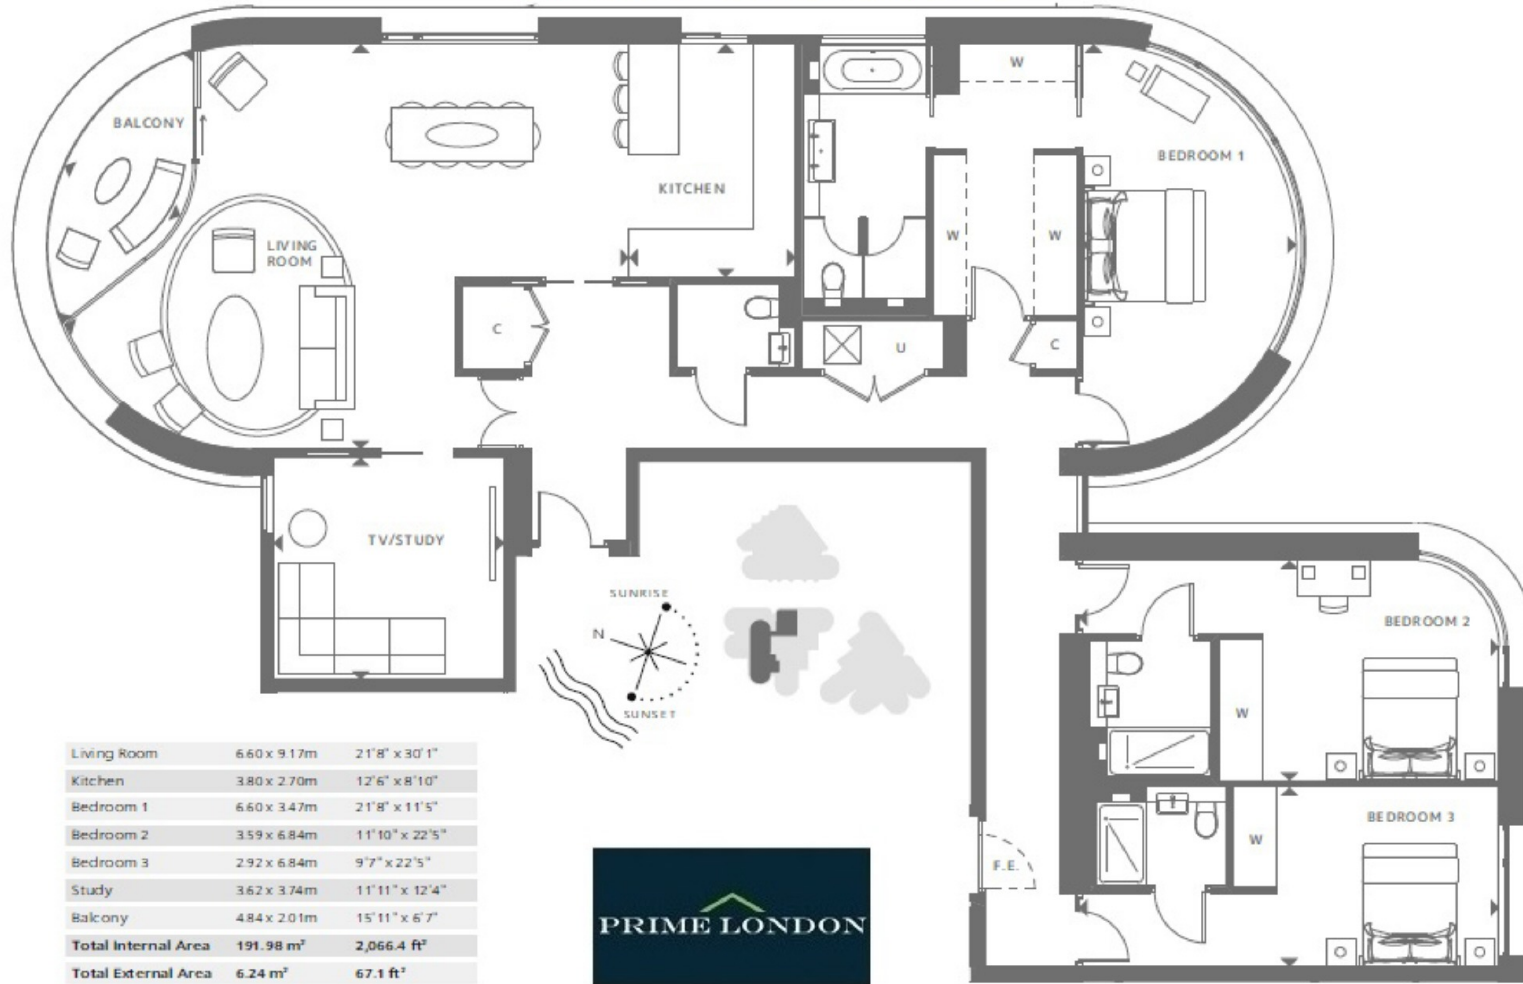 W
BALCONY
BEDROOM 1
KITCHEN
LIVING
ROOM
W
W
C
U
C
TV/STUDY
SUNRISE
N
SUNSET
BEDROOM 2
W
BEDROOM 3
W
F.E.
Living Room 6.60 x 9.17m 21'8" x 30'1"
Kitchen 3.80 x 2.70m 12'6" x 8'10"
Bedroom 1 6.60 x 3.47m 21'8" x 11'5"
Bedroom 2 3.59 x 6.84m 11'10" x 22'5"
Bedroom 3 2.92 x 6.84m 9'7" x 22'5"
Study 3.62 x 3.74m 11'11" x 12'4"
Balcony 4.84 x 2.01m 15'11" x 6'7"
Total Internal Area 191.98 m² 2,066.4 ft²
Total External Area 6.24 m² 67.1 ft²
PRIME LONDON